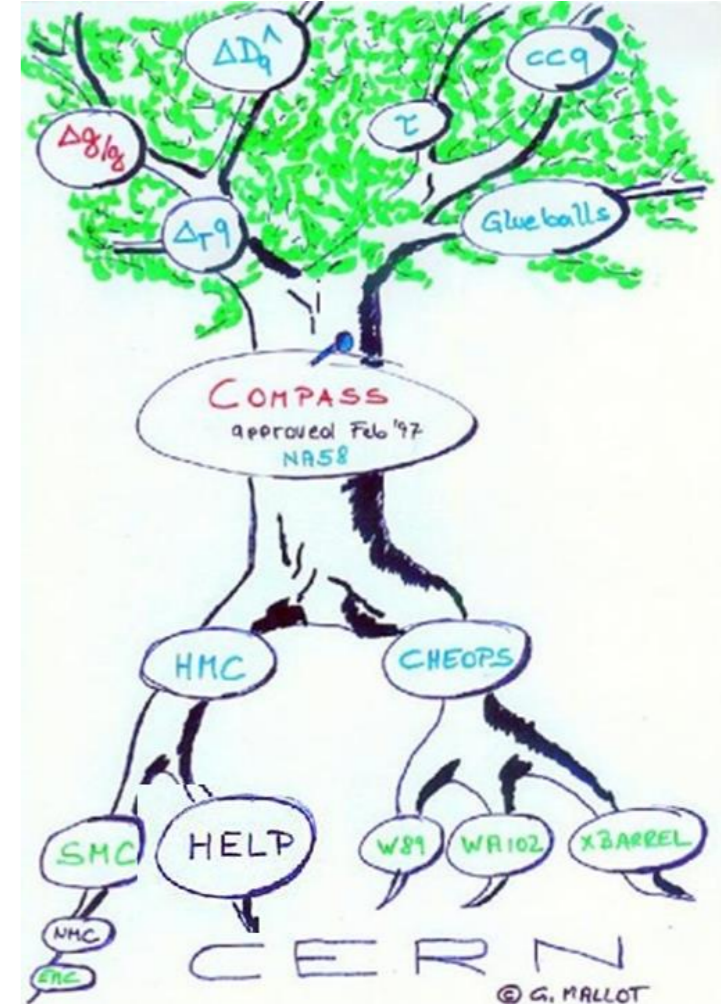 ΔD_q^Λ
ccq
Δg/g
τ
Δ_T q
Glueballs
COMPASS
approved Feb '97
NA58
HMC
CHEOPS
SMC
HELP
W89
WA102
XBARREL
NMC
EMC
CERN
© G. MALLOT